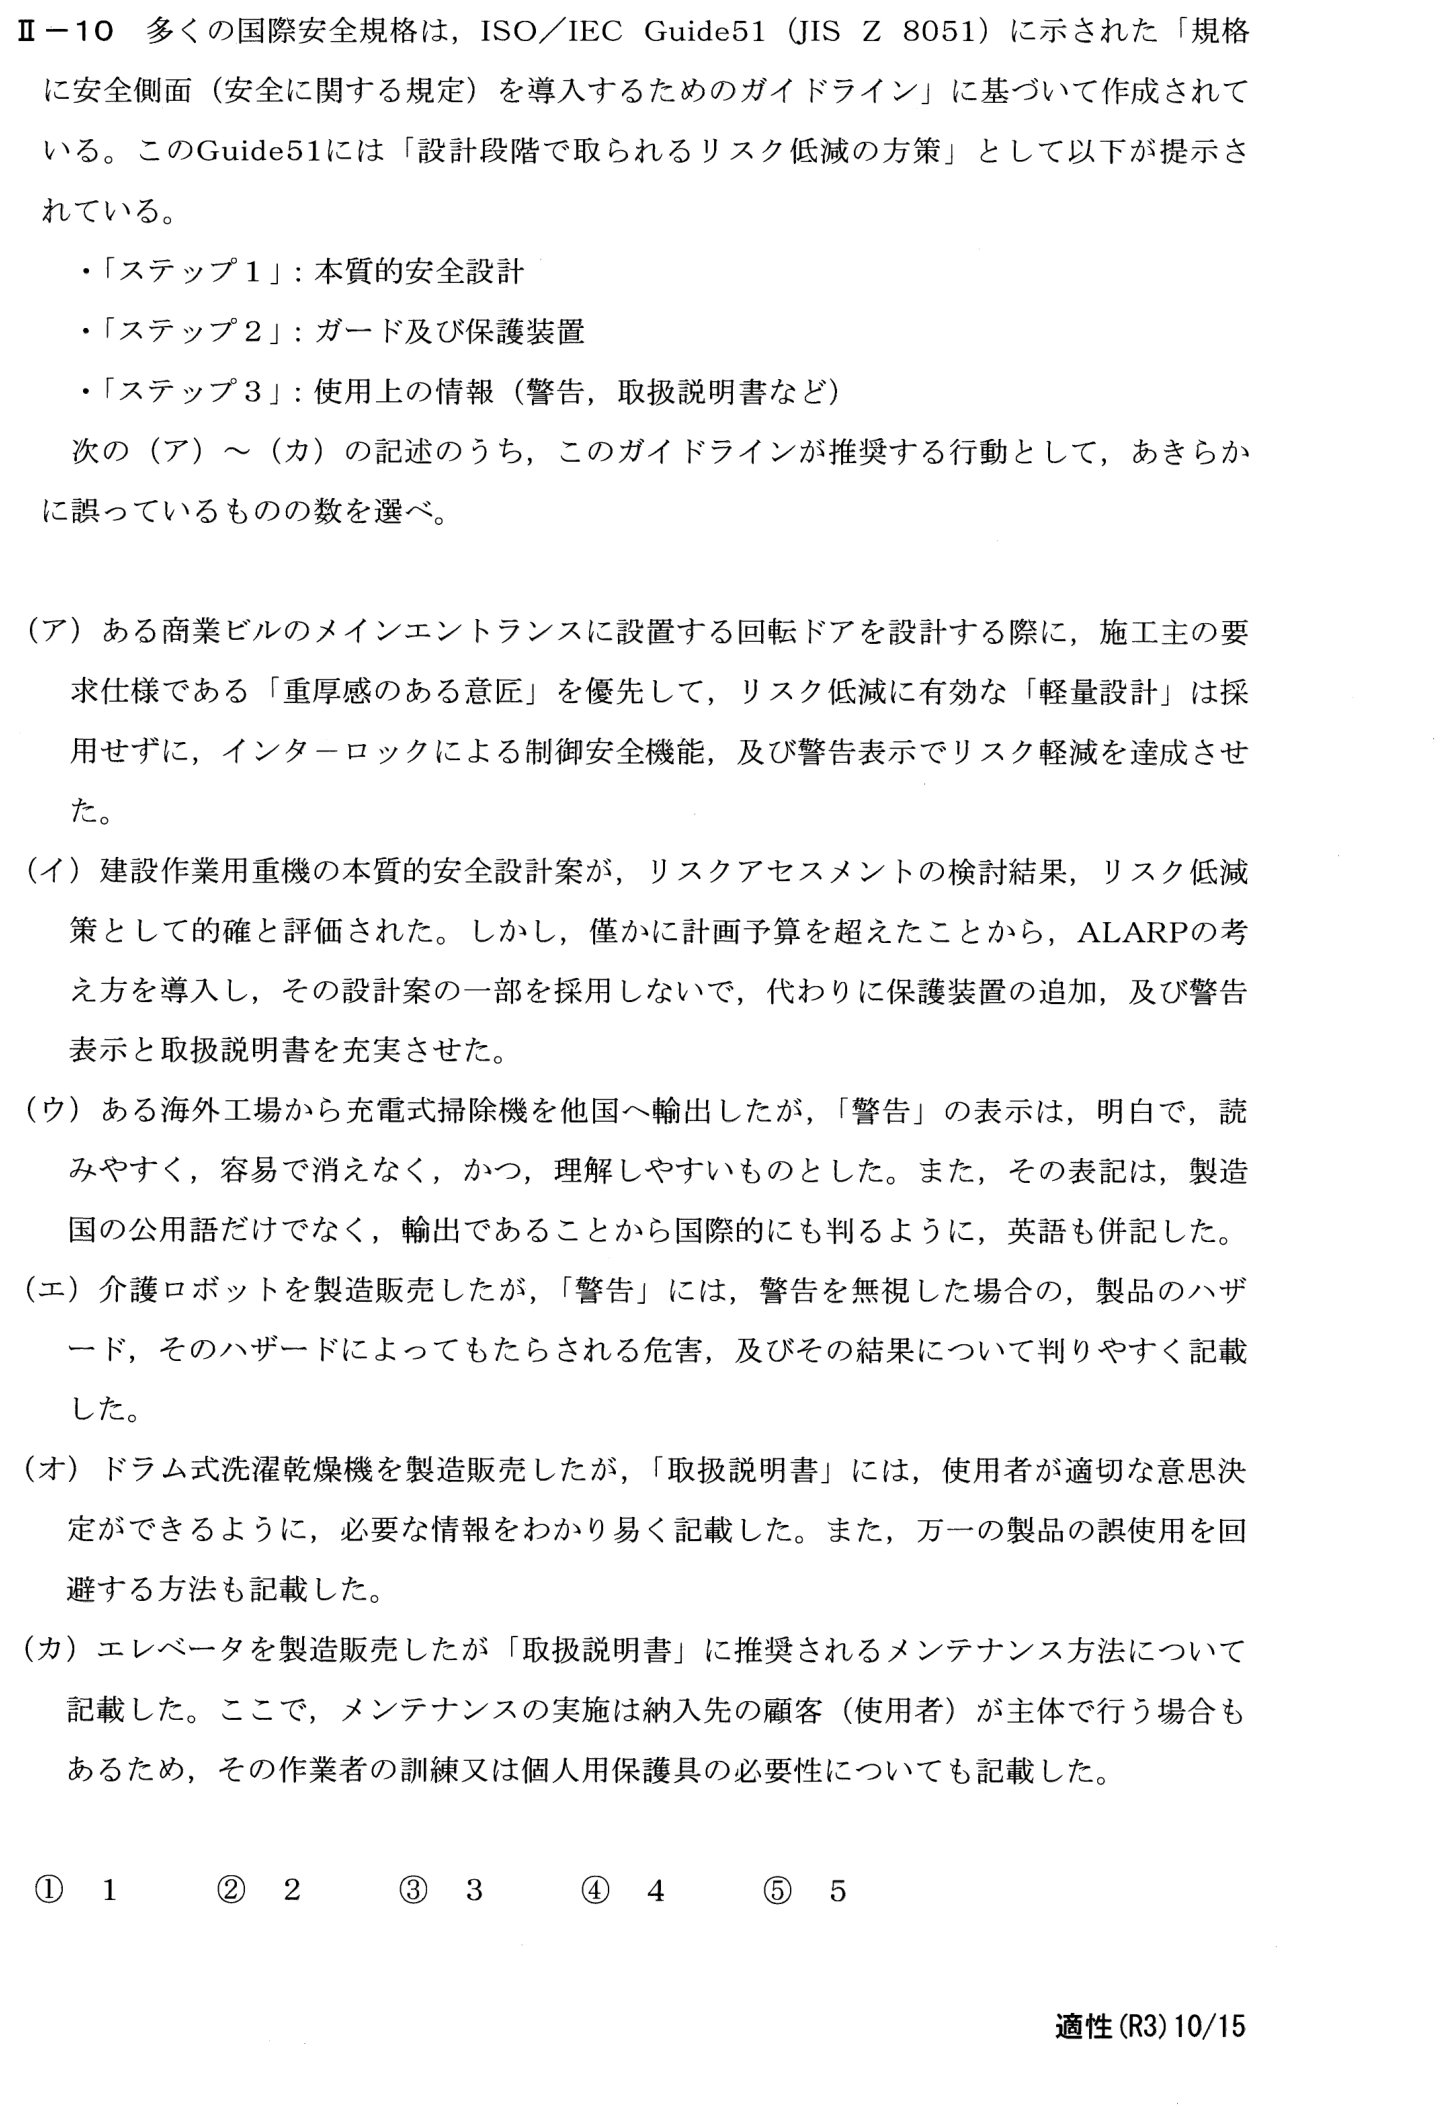 Ⅱ－10　多くの国際安全規格は，ISO／IEC Guide51（JIS Z 8051）に示された「規格
に安全側面（安全に関する規定）を導入するためのガイドライン」に基づいて作成されて
いる。このGuide51には「設計段階で取られるリスク低減の方策」として以下が提示さ
れている。
・「ステップ１」：本質的安全設計
・「ステップ２」：ガード及び保護装置
・「ステップ３」：使用上の情報（警告，取扱説明書など）
次の（ア）～（カ）の記述のうち，このガイドラインが推奨する行動として，あきらか
に誤っているものの数を選べ。
（ア）ある商業ビルのメインエントランスに設置する回転ドアを設計する際に，施工主の要
求仕様である「重厚感のある意匠」を優先して，リスク低減に有効な「軽量設計」は採
用せずに，インタ－ロックによる制御安全機能，及び警告表示でリスク軽減を達成させ
た。
（イ）建設作業用重機の本質的安全設計案が，リスクアセスメントの検討結果，リスク低減
策として的確と評価された。しかし，僅かに計画予算を超えたことから，ALARPの考
え方を導入し，その設計案の一部を採用しないで，代わりに保護装置の追加，及び警告
表示と取扱説明書を充実させた。
（ウ）ある海外工場から充電式掃除機を他国へ輸出したが，「警告」の表示は，明白で，読
みやすく，容易で消えなく，かつ，理解しやすいものとした。また，その表記は，製造
国の公用語だけでなく，輸出であることから国際的にも判るように，英語も併記した。
（エ）介護ロボットを製造販売したが，「警告」には，警告を無視した場合の，製品のハザ
ード，そのハザードによってもたらされる危害，及びその結果について判りやすく記載
した。
（オ）ドラム式洗濯乾燥機を製造販売したが，「取扱説明書」には，使用者が適切な意思決
定ができるように，必要な情報をわかり易く記載した。また，万一の製品の誤使用を回
避する方法も記載した。
（カ）エレベータを製造販売したが「取扱説明書」に推奨されるメンテナンス方法について
記載した。ここで，メンテナンスの実施は納入先の顧客（使用者）が主体で行う場合も
あるため，その作業者の訓練又は個人用保護具の必要性についても記載した。
①　1　　②　2　　③　3　　④　4　　⑤　5
適性(R3)10/15